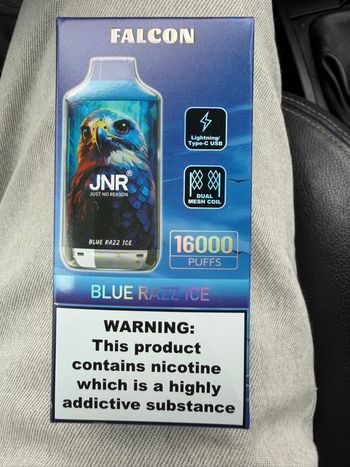 FALCON
Lightning/
Type-C USB
JNR®
JUST NO REASON
DUAL
MESH COIL
BLUE RAZZ ICE
16000
PUFFS
BLUE RAZZ ICE
WARNING:
This product
contains nicotine
which is a highly
addictive substance